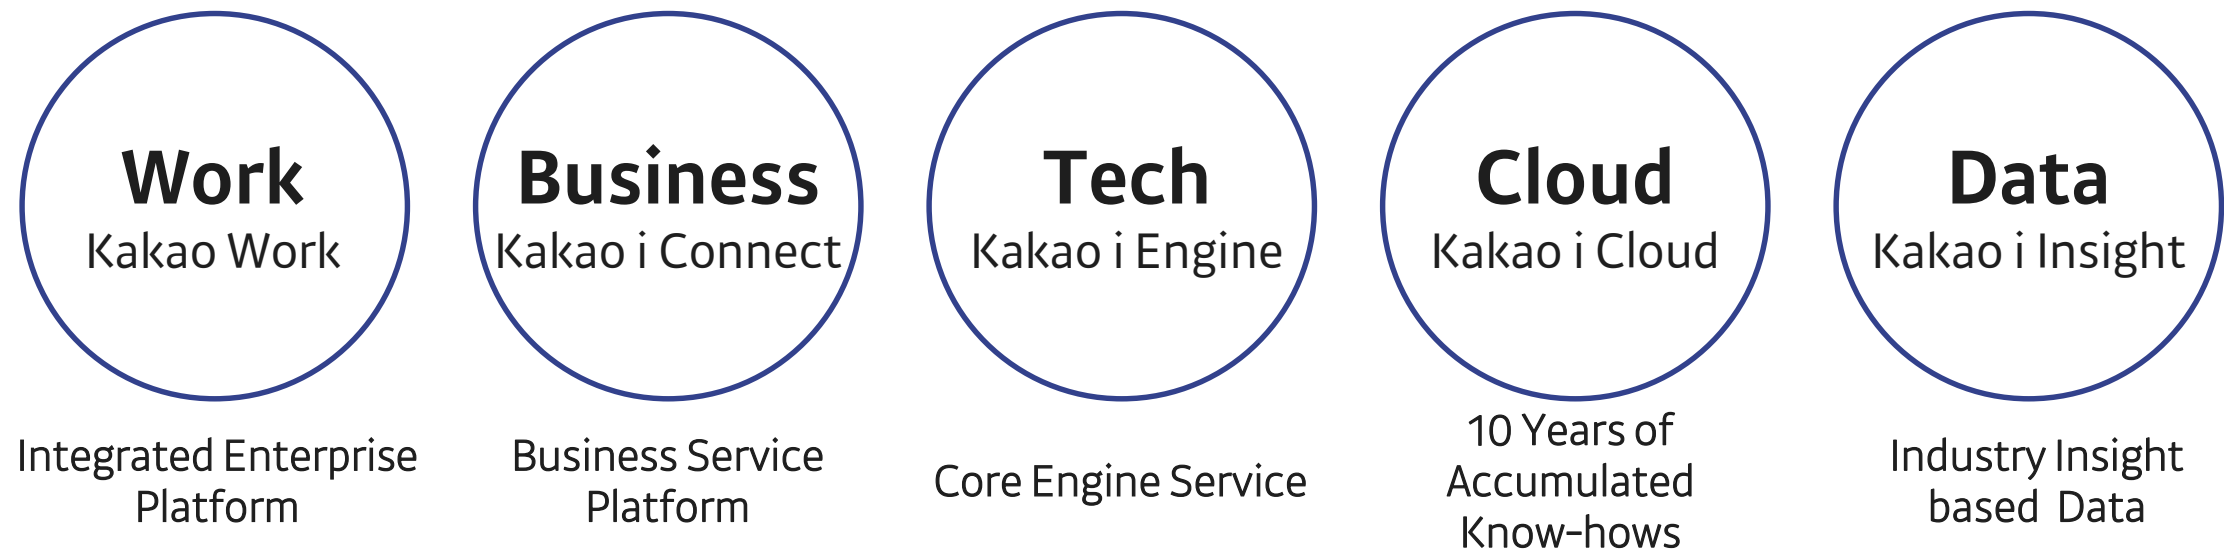 Work
Kakao Work
Integrated Enterprise
Platform
Business
Kakao i Connect
Business Service
Platform
Tech
Kakao i Engine
Core Engine Service
Cloud
Kakao i Cloud
10 Years of
Accumulated
Know-hows
Data
Kakao i Insight
Industry Insight
based  Data